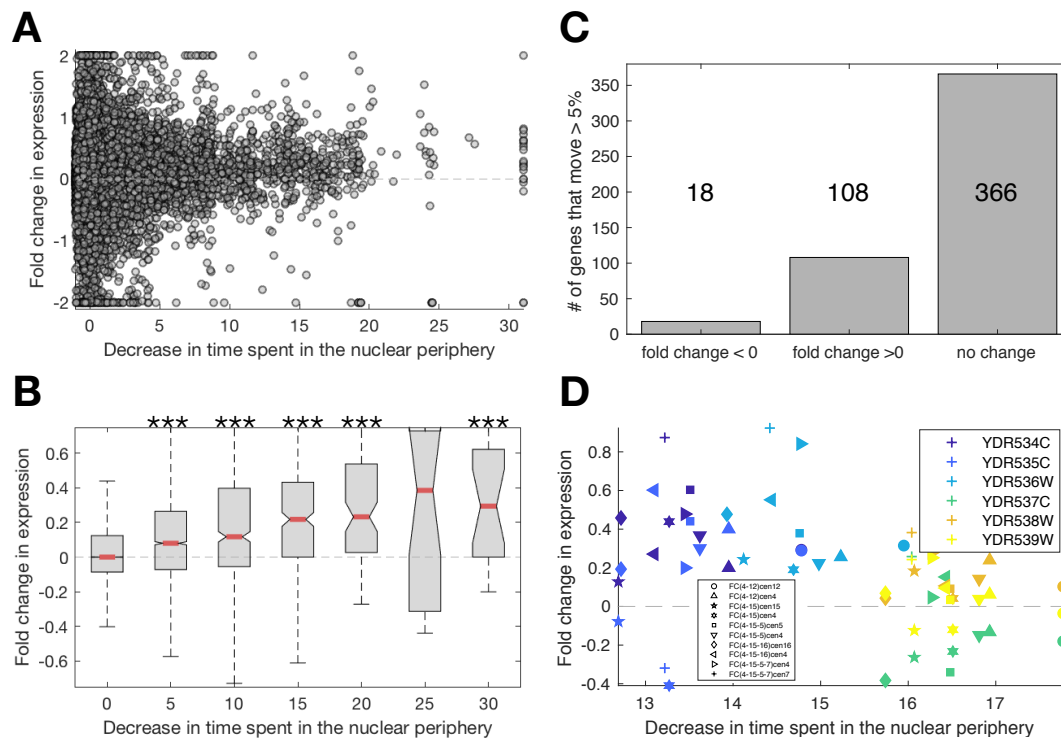 A
Fold change in expression
2
1
0
-1
-2
0 5 10 15 20 25 30
Decrease in time spent in the nuclear periphery
C
# of genes that move > 5%
350
300
250
200
150
100
50
0
18
108
366
fold change < 0
fold change >0
no change
B
Fold change in expression
0.6
0.4
0.2
0
-0.2
-0.4
-0.6
*** *** *** *** ***
0 5 10 15 20 25 30
Decrease in time spent in the nuclear periphery
D
Fold change in expression
0.8
0.6
0.4
0.2
0
-0.2
-0.4
YDR534C
YDR535C
YDR536W
YDR537C
YDR538W
YDR539W
FC(4-12)cen12
FC(4-12)cen4
FC(4-15)cen15
FC(4-15)cen4
FC(4-15-5)cen5
FC(4-15-5)cen4
FC(4-15-16)cen16
FC(4-15-16)cen4
FC(4-15-5-7)cen4
FC(4-15-5-7)cen7
13 14 15 16 17
Decrease in time spent in the nuclear periphery